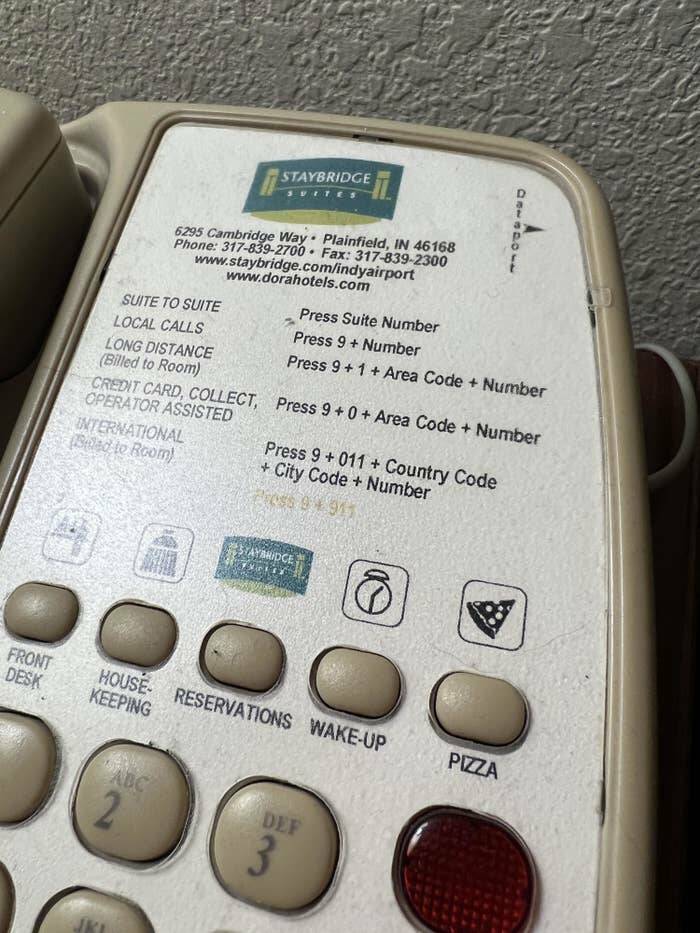 STAYBRIDGE
SUITES
Dataport
6295 Cambridge Way • Plainfield, IN 46168
Phone: 317-839-2700 • Fax: 317-839-2300
www.staybridge.com/indyairport
www.dorahotels.com
SUITE TO SUITE Press Suite Number
LOCAL CALLS Press 9 + Number
LONG DISTANCE Press 9 + 1 + Area Code + Number
(Billed to Room)
CREDIT CARD, COLLECT, Press 9 + 0 + Area Code + Number
OPERATOR ASSISTED
INTERNATIONAL Press 9 + 011 + Country Code
(Billed to Room) + City Code + Number
Press 9 + 911
STAYBRIDGE
SUITES
FRONT
DESK
HOUSE-
KEEPING
RESERVATIONS
WAKE-UP
PIZZA
ABC
2
DEF
3
JKL